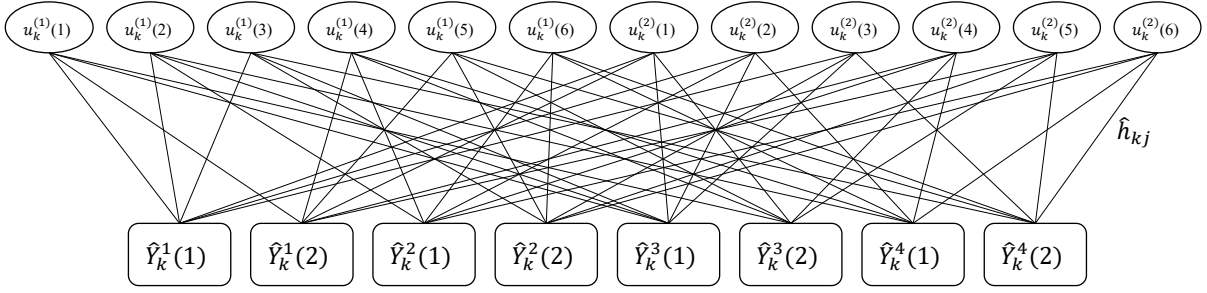 u_k^{(1)}(1) u_k^{(1)}(2) u_k^{(1)}(3) u_k^{(1)}(4) u_k^{(1)}(5) u_k^{(1)}(6) u_k^{(2)}(1) u_k^{(2)}(2) u_k^{(2)}(3) u_k^{(2)}(4) u_k^{(2)}(5) u_k^{(2)}(6)
ĥ_{kj}
Ŷ_k^1(1) Ŷ_k^1(2) Ŷ_k^2(1) Ŷ_k^2(2) Ŷ_k^3(1) Ŷ_k^3(2) Ŷ_k^4(1) Ŷ_k^4(2)